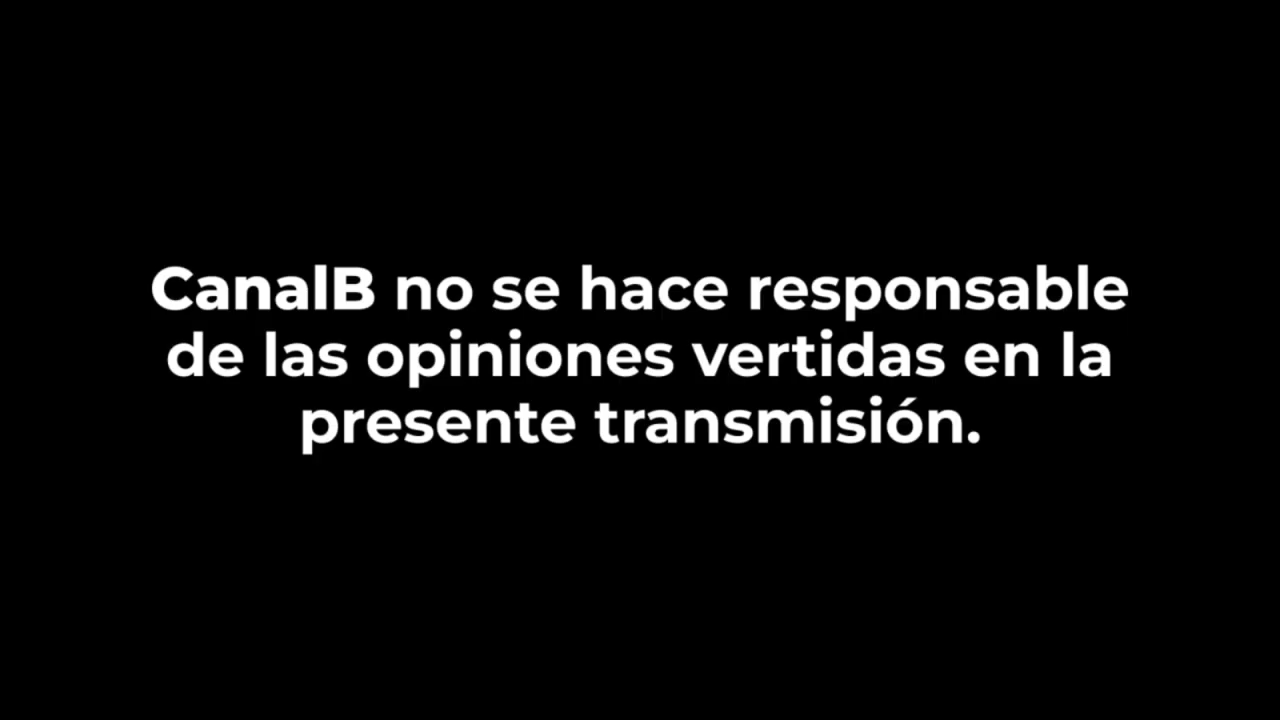 CanalB no se hace responsable
de las opiniones vertidas en la
presente transmisión.